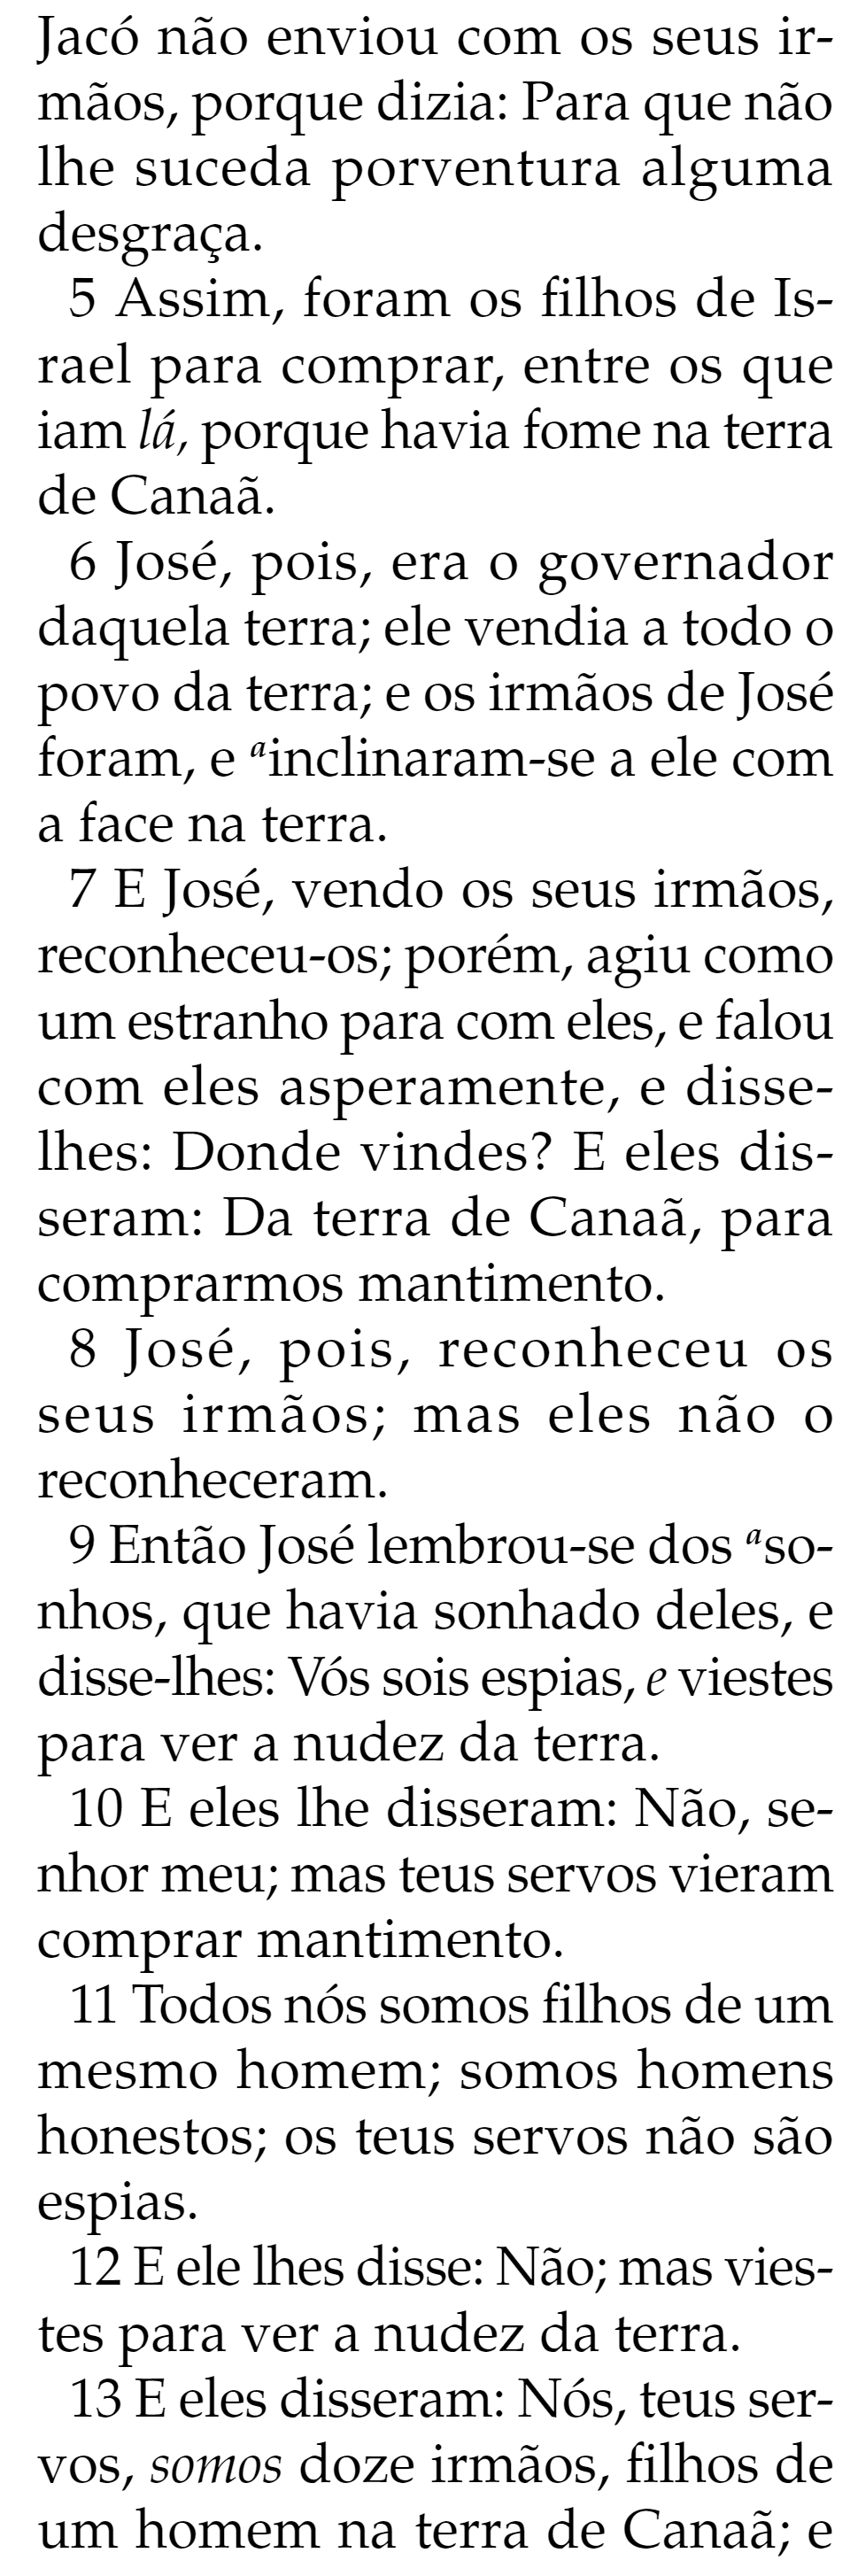 Jacó não enviou com os seus ir-
mãos, porque dizia: Para que não
lhe suceda porventura alguma
desgraça.
5 Assim, foram os filhos de Is-
rael para comprar, entre os que
iam lá, porque havia fome na terra
de Canaã.
6 José, pois, era o governador
daquela terra; ele vendia a todo o
povo da terra; e os irmãos de José
foram, e ainclinaram-se a ele com
a face na terra.
7 E José, vendo os seus irmãos,
reconheceu-os; porém, agiu como
um estranho para com eles, e falou
com eles asperamente, e disse-
lhes: Donde vindes? E eles dis-
seram: Da terra de Canaã, para
comprarmos mantimento.
8 José, pois, reconheceu os
seus irmãos; mas eles não o
reconheceram.
9 Então José lembrou-se dos aso-
nhos, que havia sonhado deles, e
disse-lhes: Vós sois espias, e viestes
para ver a nudez da terra.
10 E eles lhe disseram: Não, se-
nhor meu; mas teus servos vieram
comprar mantimento.
11 Todos nós somos filhos de um
mesmo homem; somos homens
honestos; os teus servos não são
espias.
12 E ele lhes disse: Não; mas vies-
tes para ver a nudez da terra.
13 E eles disseram: Nós, teus ser-
vos, somos doze irmãos, filhos de
um homem na terra de Canaã; e